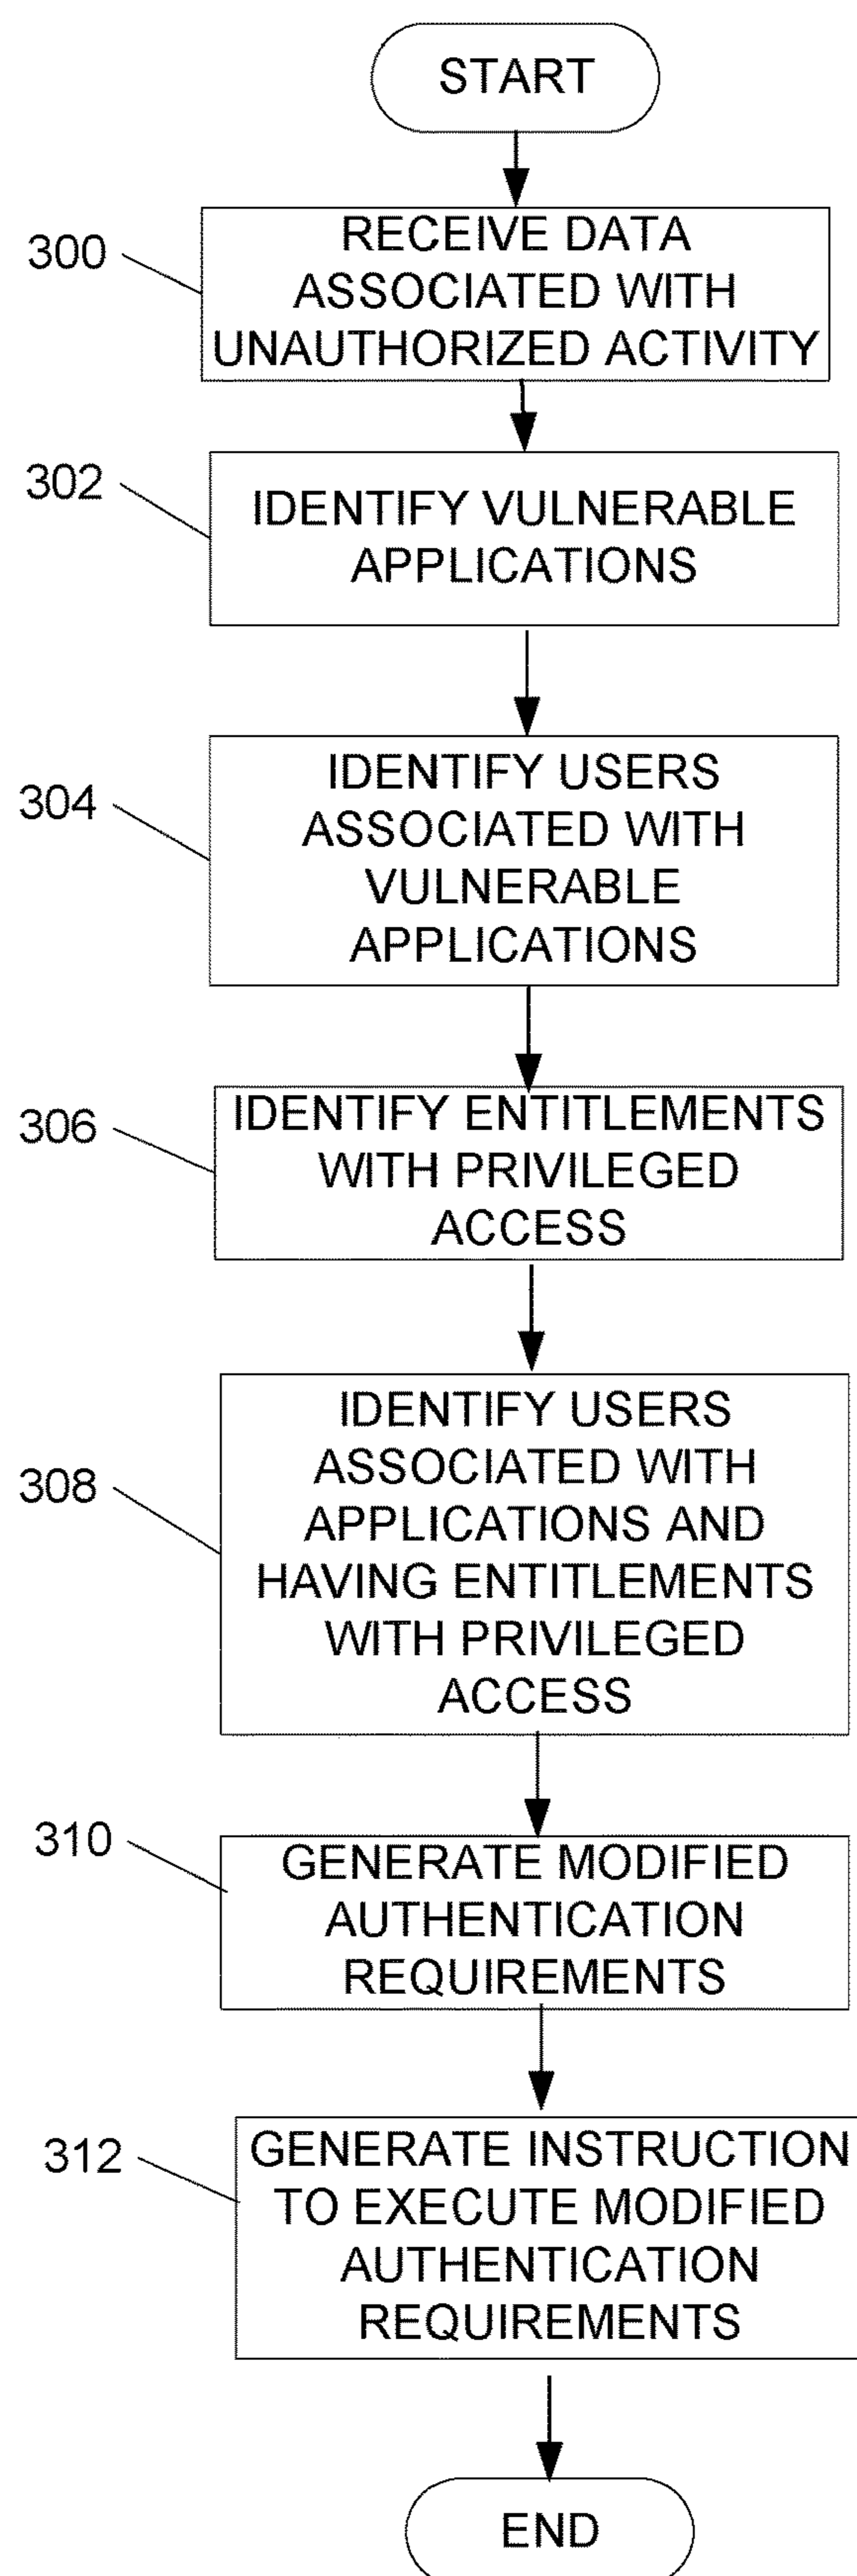 START
300
RECEIVE DATA
ASSOCIATED WITH
UNAUTHORIZED ACTIVITY
302
IDENTIFY VULNERABLE
APPLICATIONS
304
IDENTIFY USERS
ASSOCIATED WITH
VULNERABLE
APPLICATIONS
306
IDENTIFY ENTITLEMENTS
WITH PRIVILEGED
ACCESS
308
IDENTIFY USERS
ASSOCIATED WITH
APPLICATIONS AND
HAVING ENTITLEMENTS
WITH PRIVILEGED
ACCESS
310
GENERATE MODIFIED
AUTHENTICATION
REQUIREMENTS
312
GENERATE INSTRUCTION
TO EXECUTE MODIFIED
AUTHENTICATION
REQUIREMENTS
END